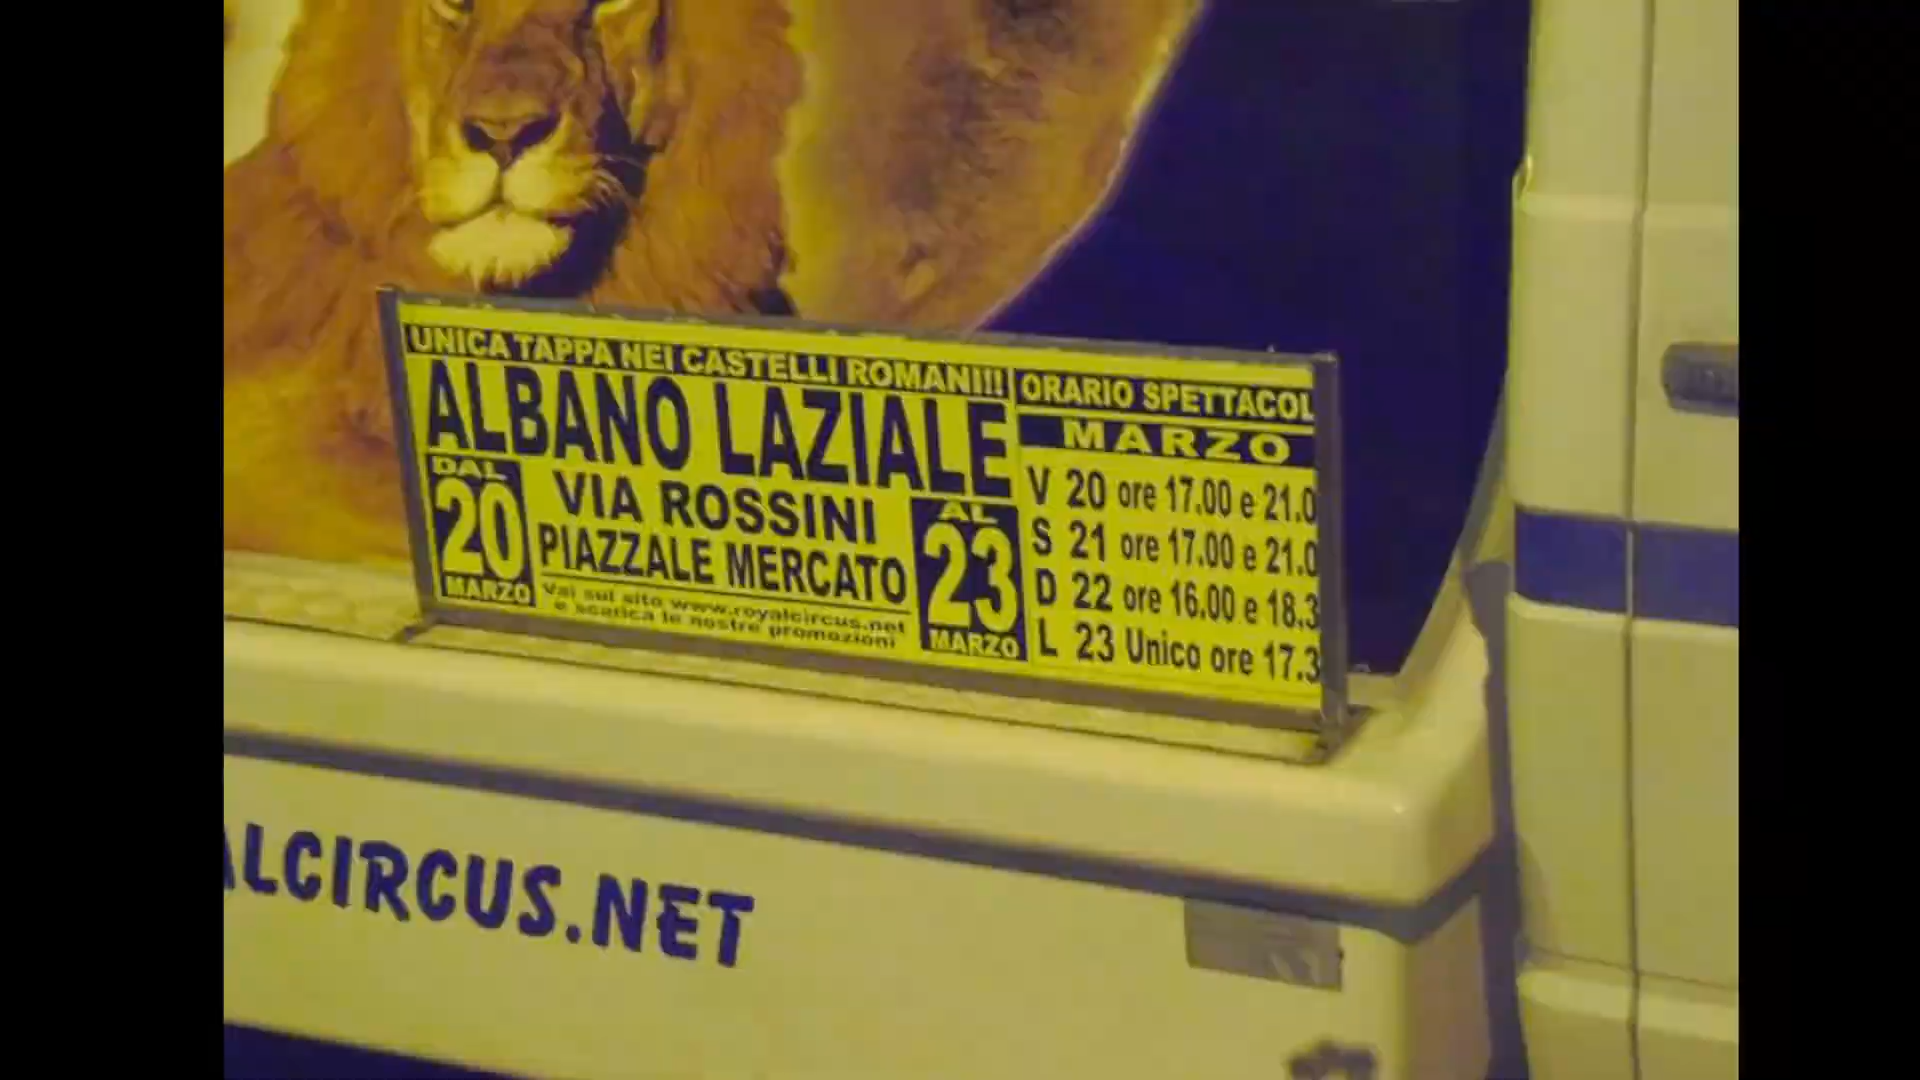 UNICA TAPPA NEI CASTELLI ROMANI!!!
ALBANO LAZIALE
DAL
20
MARZO
VIA ROSSINI
PIAZZALE MERCATO
Vai sul sito www.royalcircus.net
e scarica le nostre promozioni
AL
23
MARZO
ORARIO SPETTACOL
MARZO
V 20 ore 17.00 e 21.0
S 21 ore 17.00 e 21.0
D 22 ore 16.00 e 18.3
L 23 Unico ore 17.3
ALCIRCUS.NET